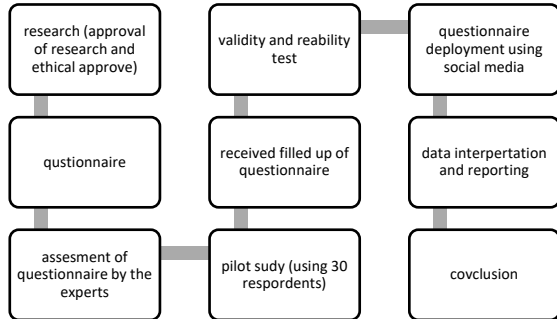 research (approval
of research and
ethical approve)
qustionnaire
assesment of
questionnaire by the
experts
pilot sudy (using 30
respordents)
received filled up of
questionnaire
validity and reability
test
questionnaire
deployment using
social media
data interpertation
and reporting
covclusion